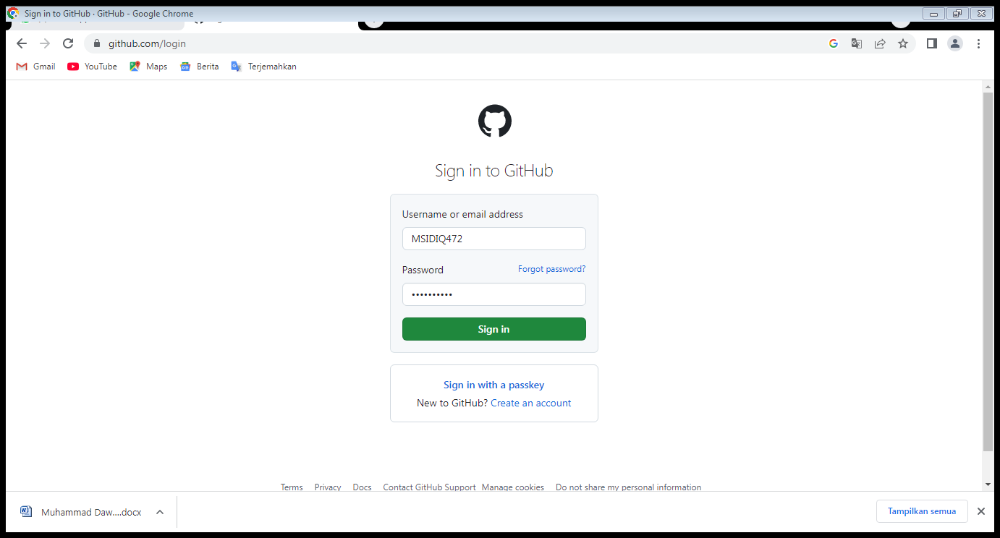 Sign in to GitHub · GitHub - Google Chrome
github.com/login
Gmail YouTube Maps Berita Terjemahkan
Sign in to GitHub
Username or email address
MSIDIQ472
Password Forgot password?
••••••••••
Sign in
Sign in with a passkey
New to GitHub? Create an account
Terms Privacy Docs Contact GitHub Support Manage cookies Do not share my personal information
Muhammad Daw....docx Tampilkan semua